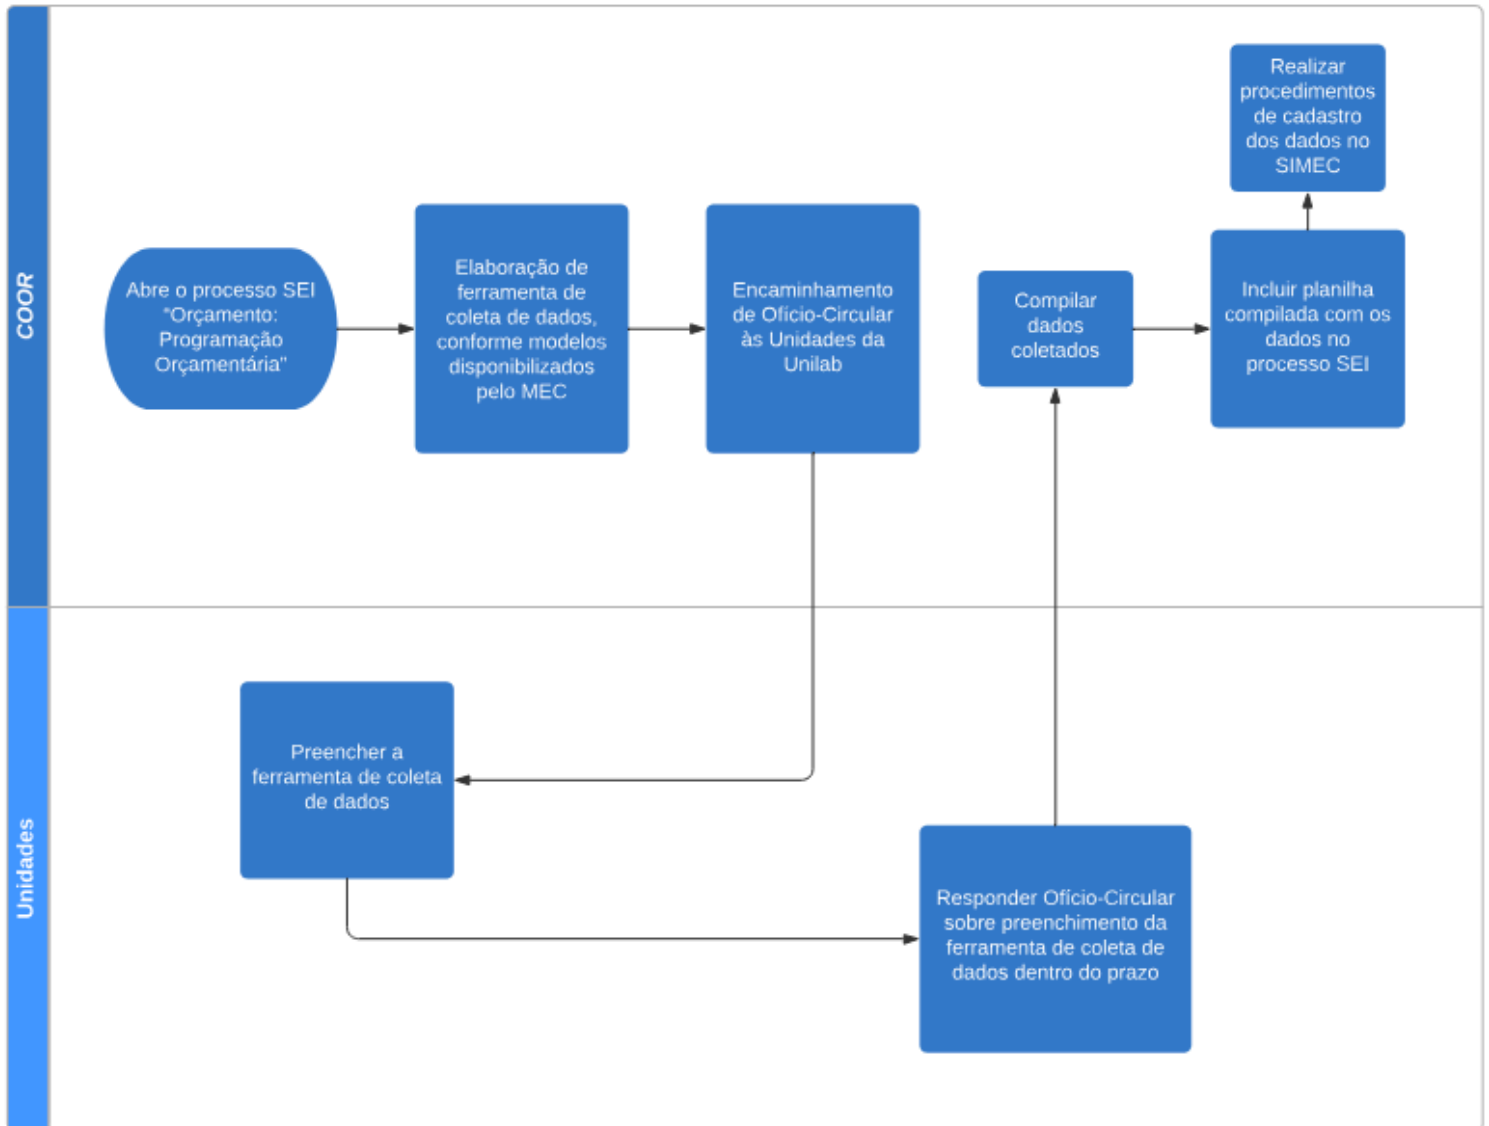 COOR
Abre o processo SEI
"Orçamento:
Programação
Orçamentária"
Elaboração de
ferramenta de
coleta de dados,
conforme modelos
disponibilizados
pelo MEC
Encaminhamento
de Ofício-Circular
às Unidades da
Unilab
Compilar
dados
coletados
Incluir planilha
compilada com os
dados no
processo SEI
Realizar
procedimentos
de cadastro
dos dados no
SIMEC
Unidades
Preencher a
ferramenta de coleta
de dados
Responder Ofício-Circular
sobre preenchimento da
ferramenta de coleta de
dados dentro do prazo